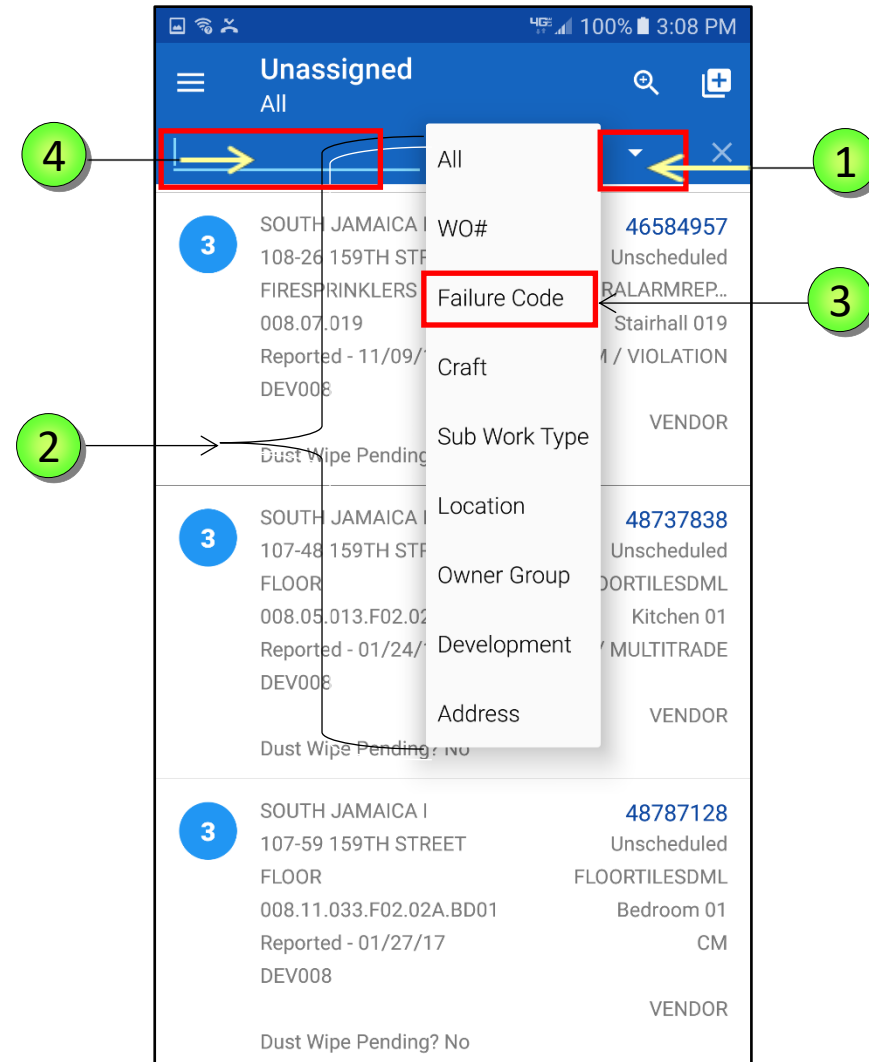 4G 100% 3:08 PM
Unassigned
All
4
1
All
WO#
Failure Code
Craft
Sub Work Type
Location
Owner Group
Development
Address
3
2
3
SOUTH JAMAICA
46584957
108-26 159TH
Unscheduled
FIRESPRINKLERS
RALARMREP...
008.07.019
Stairhall 019
Reported - 11/09/
/ VIOLATION
DEV008
VENDOR
Dust Wipe Pending
3
SOUTH JAMAICA
48737838
107-48 159TH
Unscheduled
FLOOR
OORTILESDML
008.05.013.F02.02
Kitchen 01
Reported - 01/24/
/ MULTITRADE
DEV008
VENDOR
Dust Wipe Pending? No
3
SOUTH JAMAICA I
48787128
107-59 159TH STREET
Unscheduled
FLOOR
FLOORTILESDML
008.11.033.F02.02A.BD01
Bedroom 01
Reported - 01/27/17
CM
DEV008
VENDOR
Dust Wipe Pending? No